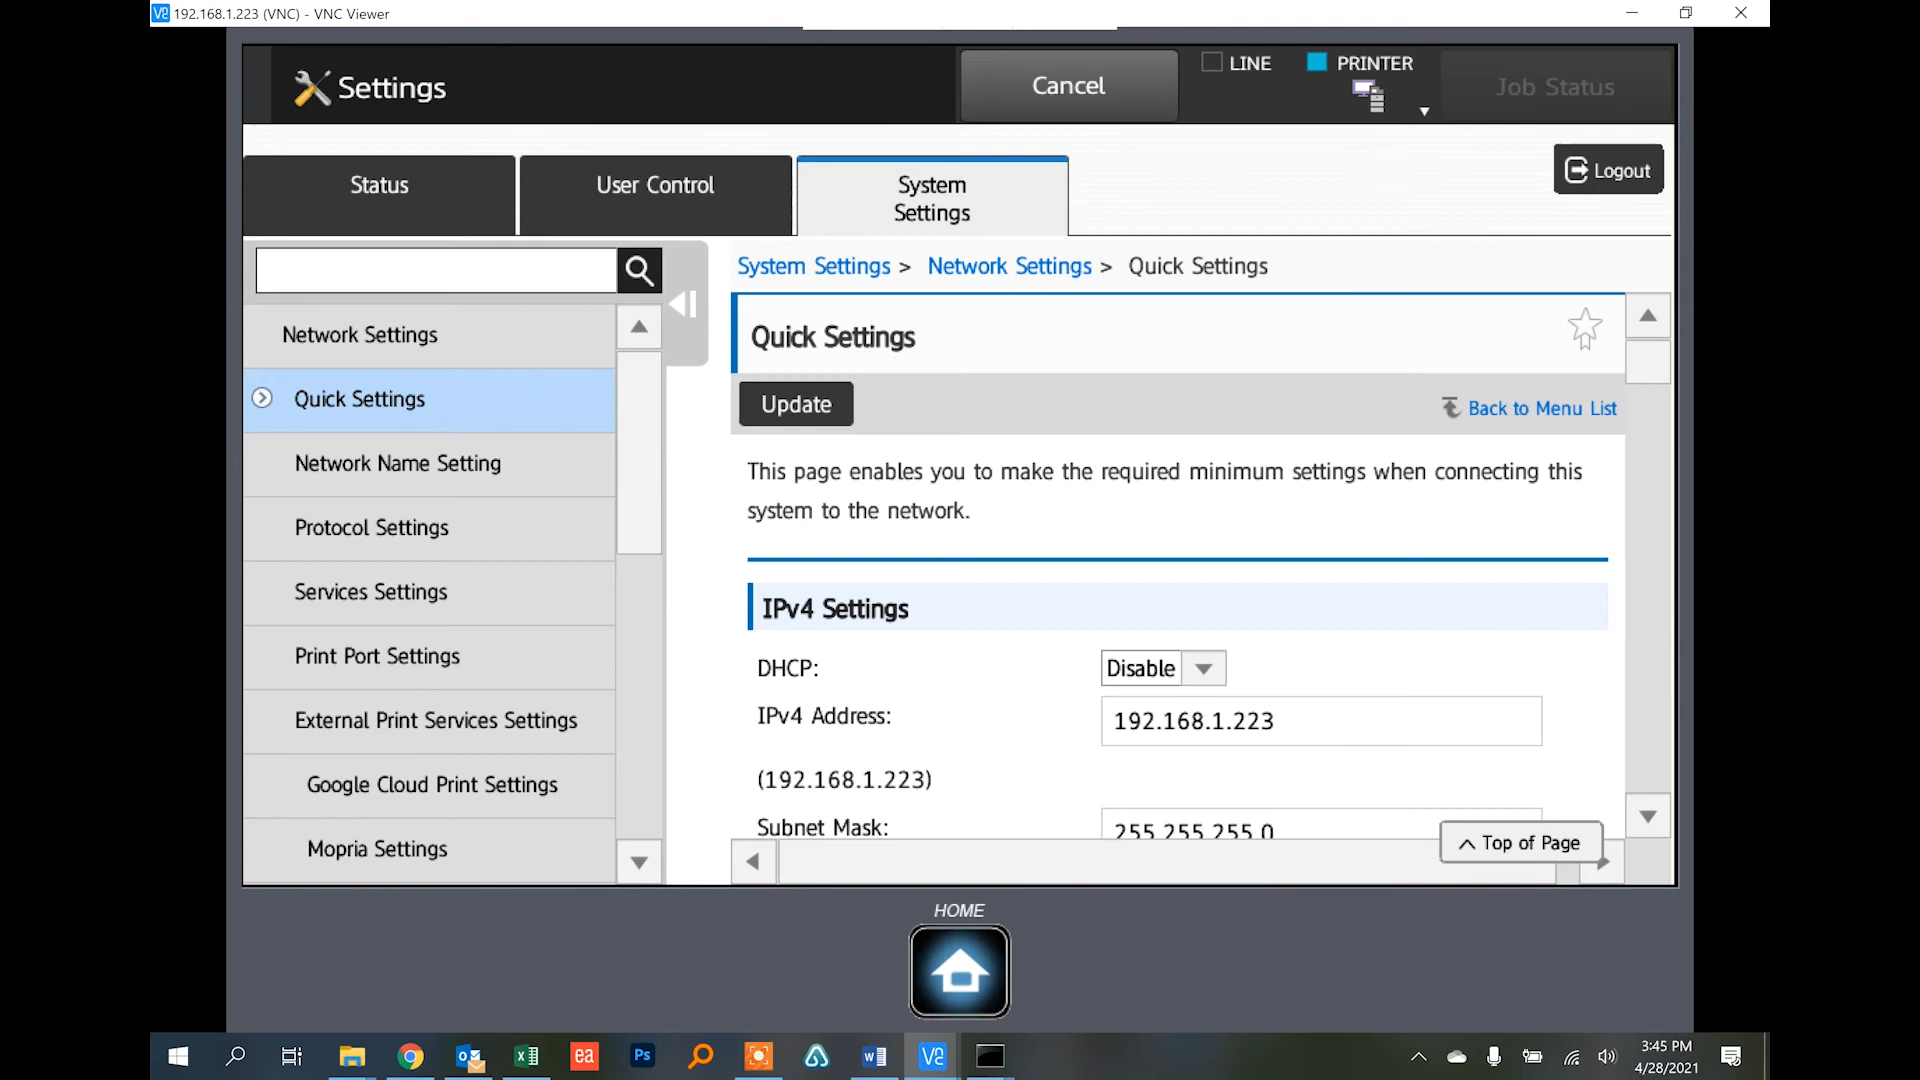 192.168.1.223 (VNC) - VNC Viewer
Settings
Cancel
LINE
PRINTER
Job Status
Status
User Control
System
Settings
Logout
System Settings > Network Settings > Quick Settings
Network Settings
Quick Settings
Network Name Setting
Protocol Settings
Services Settings
Print Port Settings
External Print Services Settings
Google Cloud Print Settings
Mopria Settings
Quick Settings
Update
Back to Menu List
This page enables you to make the required minimum settings when connecting this
system to the network.
IPv4 Settings
DHCP:
Disable
IPv4 Address:
192.168.1.223
(192.168.1.223)
Subnet Mask:
255.255.255.0
Top of Page
HOME
ea
Ps
3:45 PM
4/28/2021